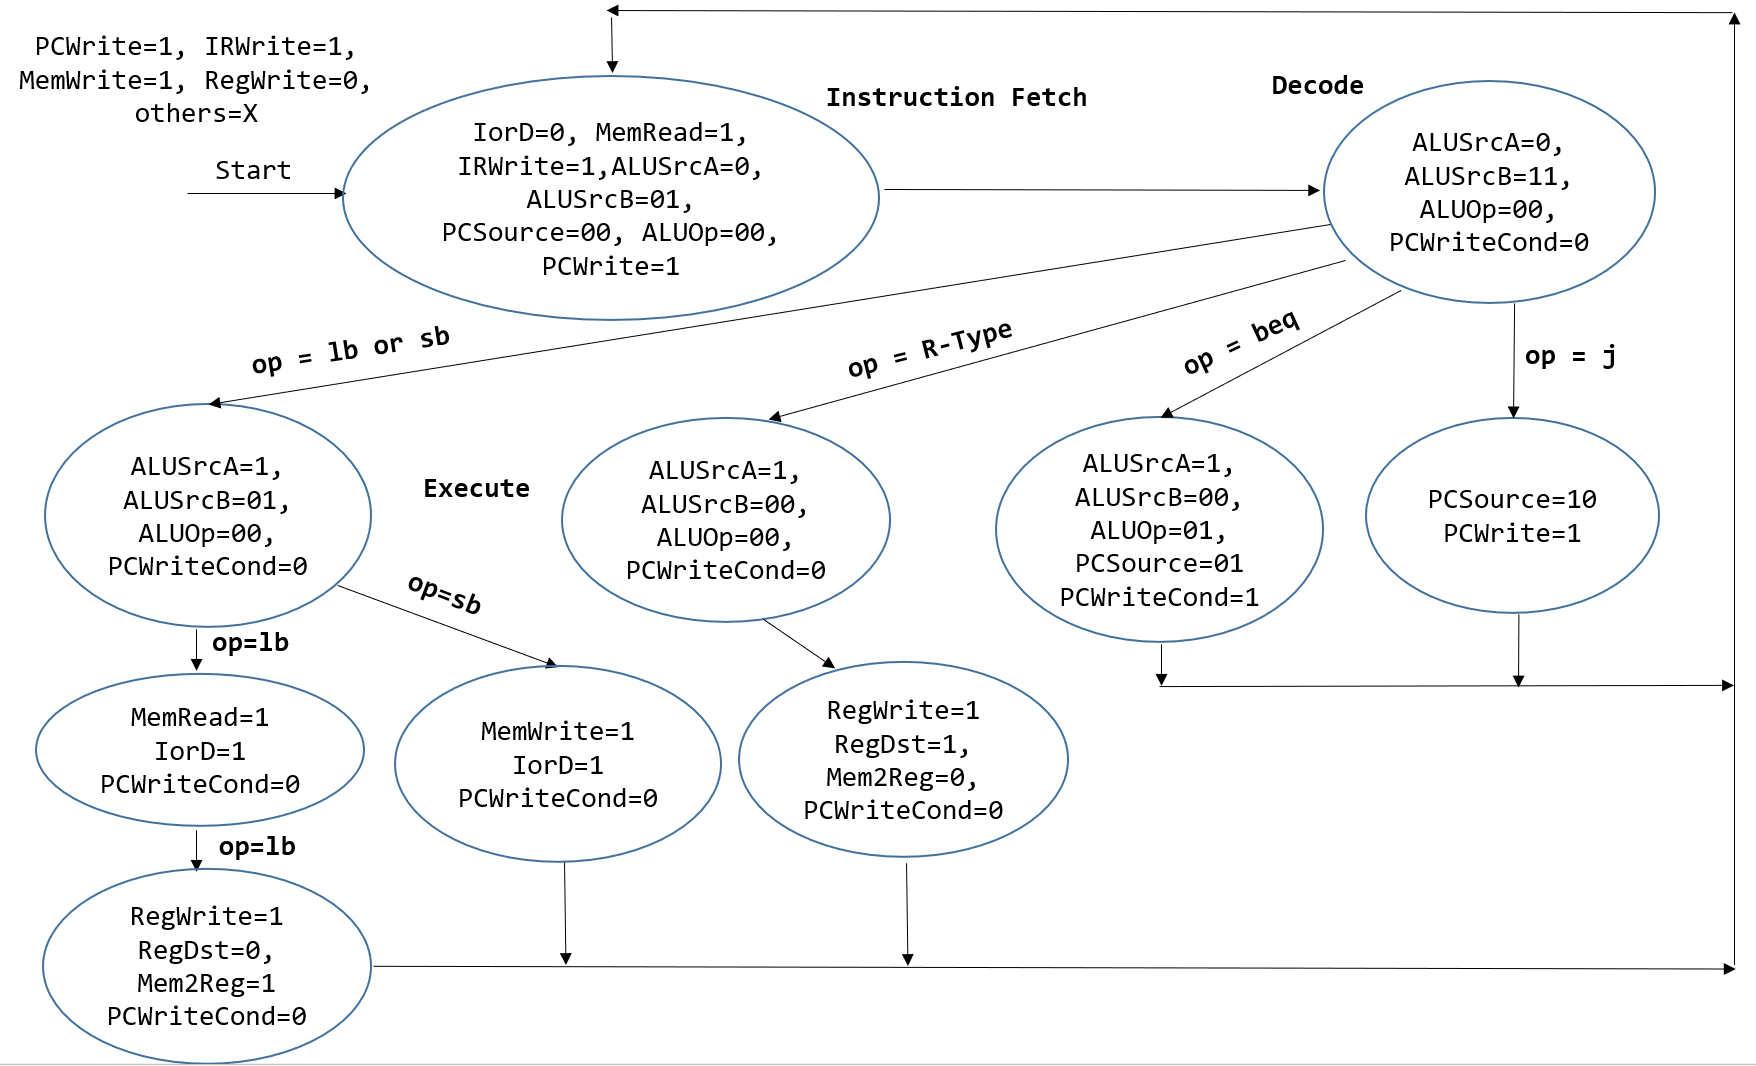 PCWrite=1, IRWrite=1,
MemWrite=1, RegWrite=0,
others=X
Start
IorD=0, MemRead=1,
IRWrite=1,ALUSrcA=0,
ALUSrcB=01,
PCSource=00, ALUOp=00,
PCWrite=1
Instruction Fetch
Decode
ALUSrcA=0,
ALUSrcB=11,
ALUOp=00,
PCWriteCond=0
op = lb or sb
op = R-Type
op = beq
op = j
ALUSrcA=1,
ALUSrcB=01,
ALUOp=00,
PCWriteCond=0
Execute
ALUSrcA=1,
ALUSrcB=00,
ALUOp=00,
PCWriteCond=0
ALUSrcA=1,
ALUSrcB=00,
ALUOp=01,
PCSource=01
PCWriteCond=1
PCSource=10
PCWrite=1
op=sb
op=lb
MemRead=1
IorD=1
PCWriteCond=0
MemWrite=1
IorD=1
PCWriteCond=0
RegWrite=1
RegDst=1,
Mem2Reg=0,
PCWriteCond=0
op=lb
RegWrite=1
RegDst=0,
Mem2Reg=1
PCWriteCond=0